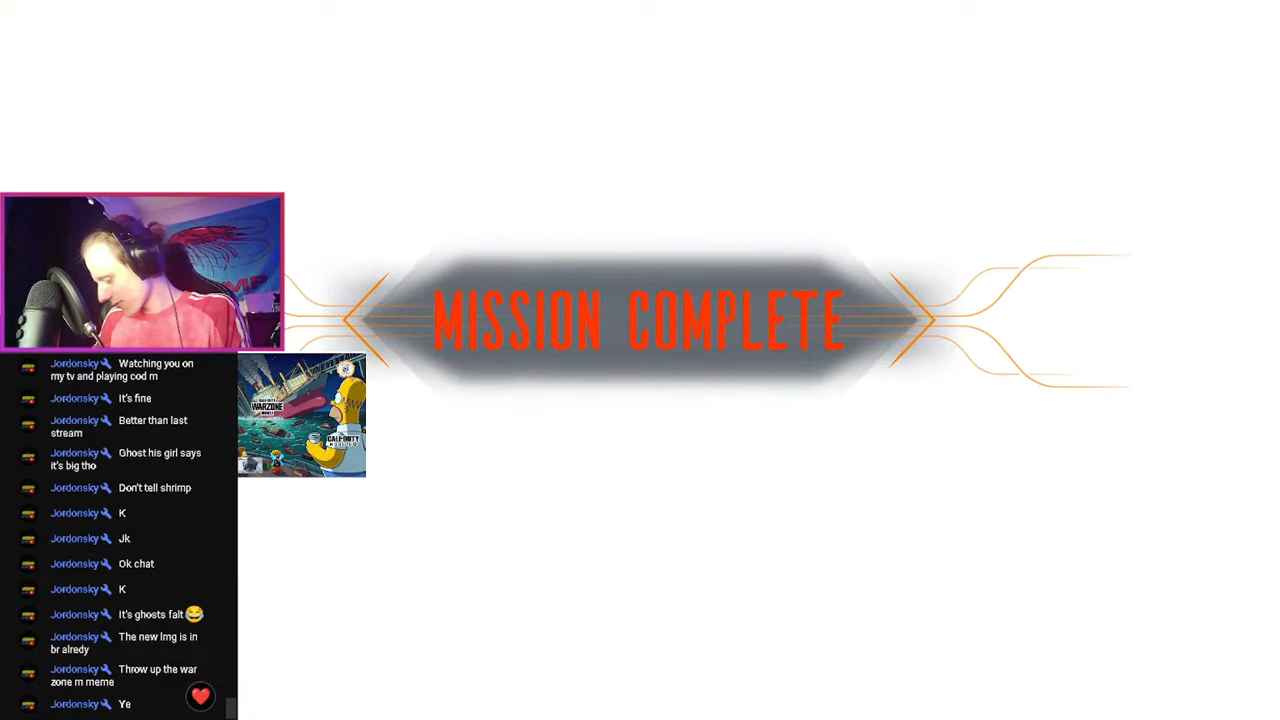 MISSION COMPLETE
Jordonsky Watching you on
my tv and playing cod m
Jordonsky It's fine
Jordonsky Better than last
stream
Jordonsky Ghost his girl says
it's big tho
Jordonsky Don't tell shrimp
Jordonsky K
Jordonsky Jk
Jordonsky Ok chat
Jordonsky K
Jordonsky It's ghosts falt😂
Jordonsky The new lmg is in
br alredy
Jordonsky Throw up the war
zone m meme
Jordonsky Ye
WARZONE
CALL OF DUTY